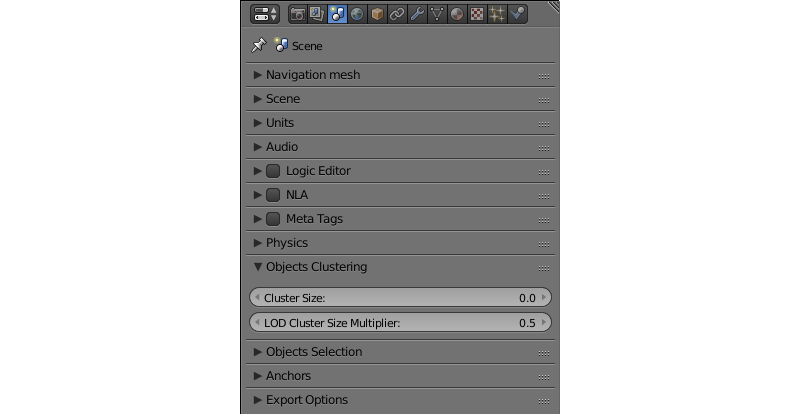 Scene
Navigation mesh
Scene
Units
Audio
Logic Editor
NLA
Meta Tags
Physics
Objects Clustering
Cluster Size: 0.0
LOD Cluster Size Multiplier: 0.5
Objects Selection
Anchors
Export Options